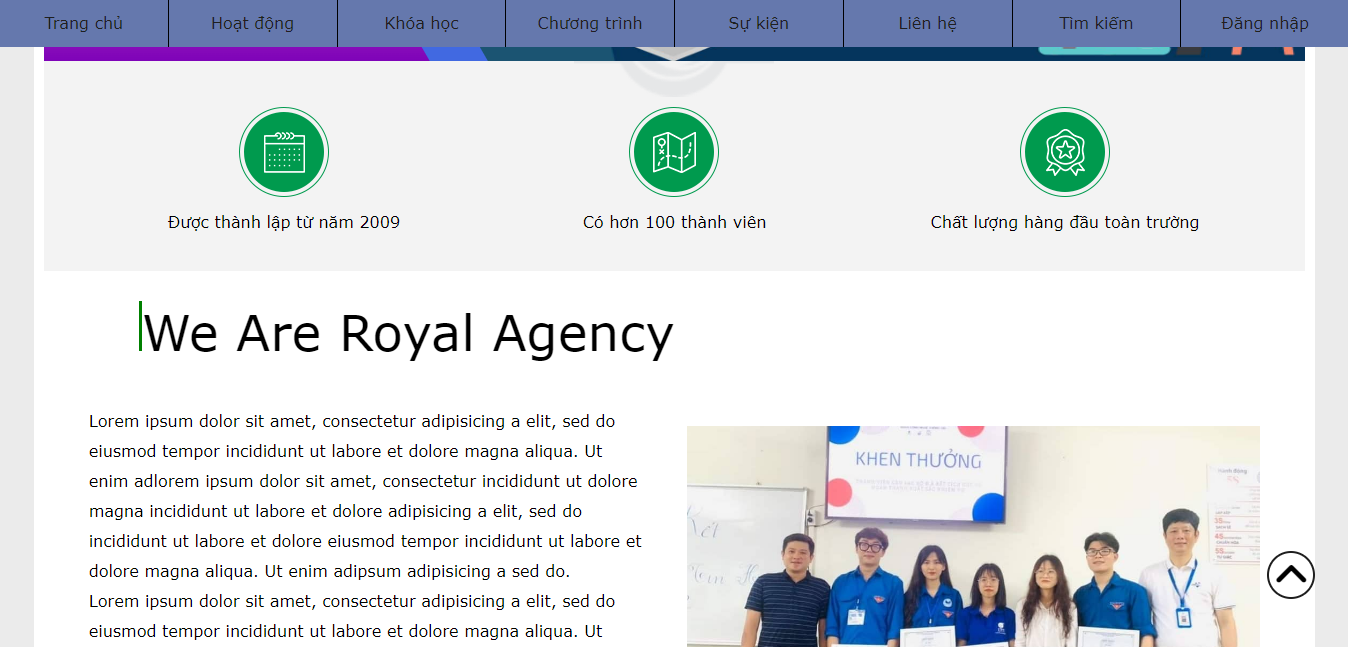 Trang chủ
Hoạt động
Khóa học
Chương trình
Sự kiện
Liên hệ
Tìm kiếm
Đăng nhập
Được thành lập từ năm 2009
Có hơn 100 thành viên
Chất lượng hàng đầu toàn trường
We Are Royal Agency
Lorem ipsum dolor sit amet, consectetur adipisicing a elit, sed do
eiusmod tempor incididunt ut labore et dolore magna aliqua. Ut
enim adlorem ipsum dolor sit amet, consectetur incididunt ut dolore
magna incididunt ut labore et dolore adipisicing a elit, sed do
incididunt ut labore et dolore eiusmod tempor incididunt ut labore et
dolore magna aliqua. Ut enim adipsum adipisicing a sed do.
Lorem ipsum dolor sit amet, consectetur adipisicing a elit, sed do
eiusmod tempor incididunt ut labore et dolore magna aliqua. Ut
KHEN THƯỞNG